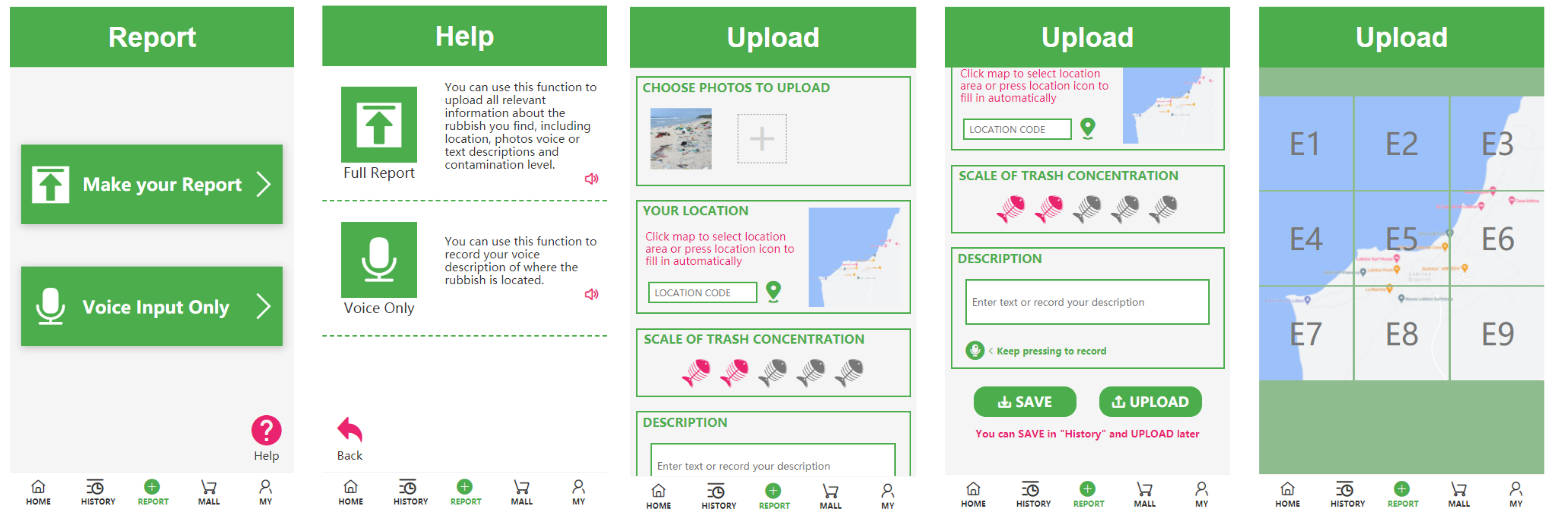 Report
Make your Report
Voice Input Only
Help
HOME
HISTORY
REPORT
MALL
MY
Help
You can use this function to
upload all relevant
information about the
rubbish you find, including
location, photos voice or
text descriptions and
contamination level.
Full Report
You can use this function to
record your voice
description of where the
rubbish is located.
Voice Only
Back
HOME
HISTORY
REPORT
MALL
MY
Upload
CHOOSE PHOTOS TO UPLOAD
YOUR LOCATION
Click map to select location
area or press location icon to
fill in automatically
LOCATION CODE
SCALE OF TRASH CONCENTRATION
DESCRIPTION
Enter text or record your description
HOME
HISTORY
REPORT
MALL
MY
Upload
Click map to select location
area or press location icon to
fill in automatically
LOCATION CODE
SCALE OF TRASH CONCENTRATION
DESCRIPTION
Enter text or record your description
< Keep pressing to record
SAVE
UPLOAD
You can SAVE in "History" and UPLOAD later
HOME
HISTORY
REPORT
MALL
MY
Upload
E1 E2 E3
E4 E5 E6
E7 E8 E9
HOME
HISTORY
REPORT
MALL
MY